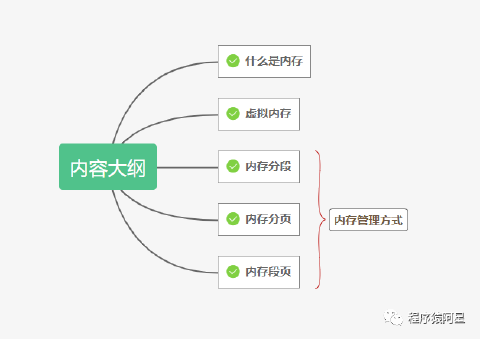 内容大纲
什么是内存
虚拟内存
内存分段
内存分页
内存段页
内存管理方式
程序猿阿星